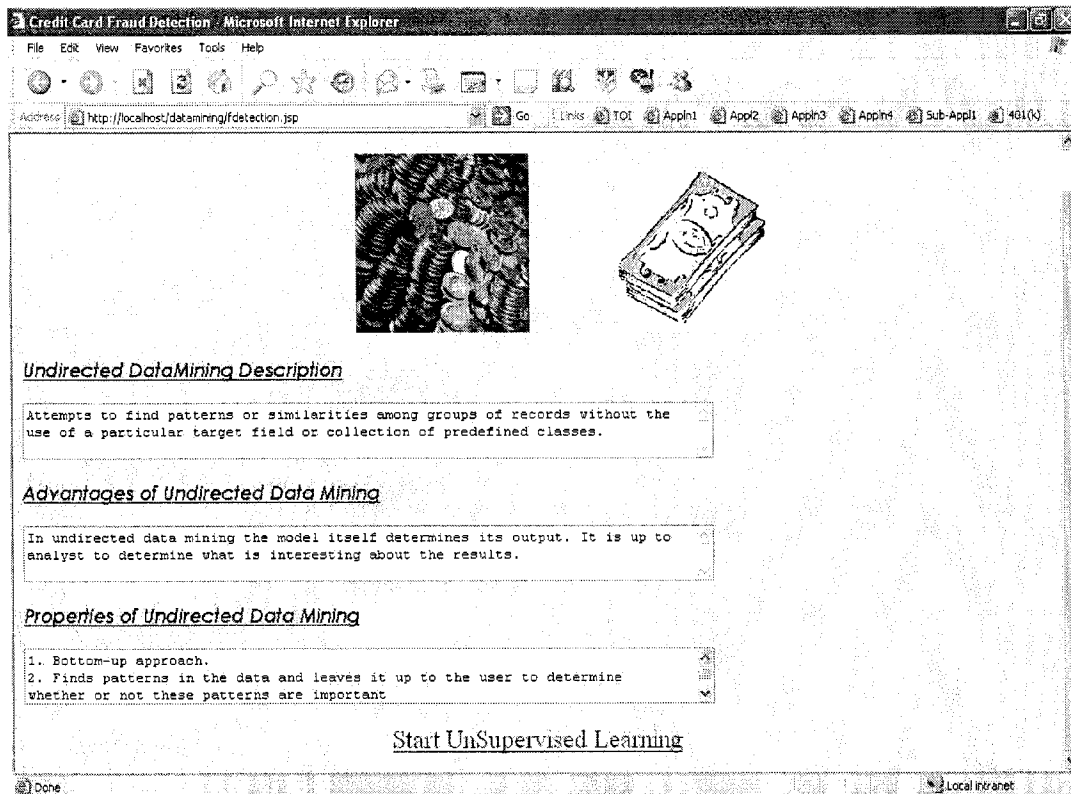 Credit Card Fraud Detection - Microsoft Internet Explorer
File Edit View Favorites Tools Help
Address http://localhost/datamining/fdetection.jsp Go Links TOI Appln1 Appl2 Appln3 Appln4 Sub-Appl1 401(k)
Undirected DataMining Description
Attempts to find patterns or similarities among groups of records without the
use of a particular target field or collection of predefined classes.
Advantages of Undirected Data Mining
In undirected data mining the model itself determines its output. It is up to
analyst to determine what is interesting about the results.
Properties of Undirected Data Mining
1. Bottom-up approach.
2. Finds patterns in the data and leaves it up to the user to determine
whether or not these patterns are important
Start UnSupervised Learning
Done Local intranet